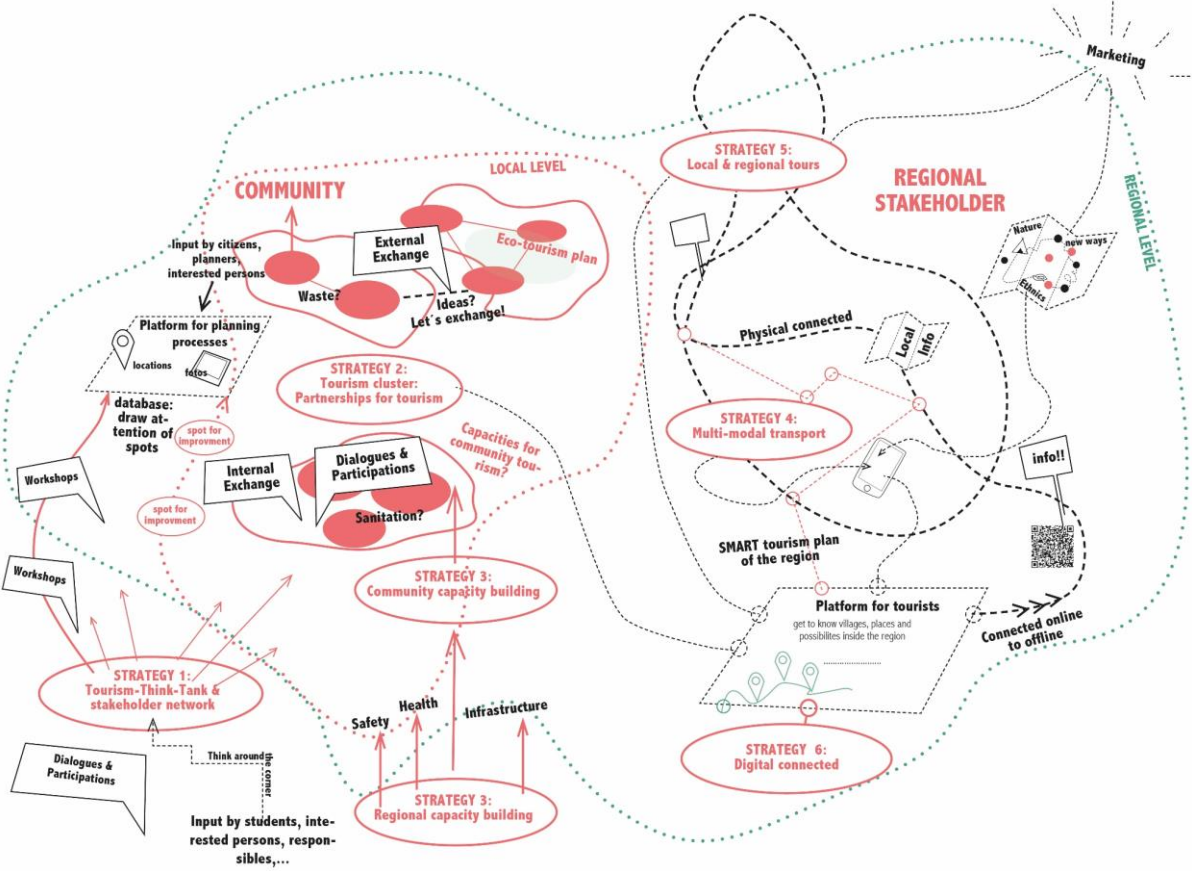 Marketing
STRATEGY 5:
Local & regional tours
LOCAL LEVEL
COMMUNITY
REGIONAL
STAKEHOLDER
REGIONAL LEVEL
Input by citizens,
planners,
interested persons
External
Exchange
Eco-tourism plan
Waste?
Ideas?
Let´s exchange!
Nature
new ways
Ethnics
Platform for planning
processes
locations
fotos
Physical connected
Local
Info
STRATEGY 2:
Tourism cluster:
Partnerships for tourism
database:
draw at-
tention of
spots
spot for
improvment
STRATEGY 4:
Multi-modal transport
Capacities for
community tou-
rism?
Workshops
Internal
Exchange
Dialogues &
Participations
Sanitation?
info!!
spot for
improvment
SMART tourism plan
of the region
Workshops
STRATEGY 3:
Community capacity building
Platform for tourists
get to know villages, places and
possibilites inside the region
Connected online
to offline
STRATEGY 1:
Tourism-Think-Tank &
stakeholder network
Safety
Health
Infrastructure
Think around
the corner
Dialogues &
Participations
STRATEGY  6:
Digital connected
STRATEGY 3:
Regional capacity building
Input by students, inte-
rested persons, respon-
sibles,...